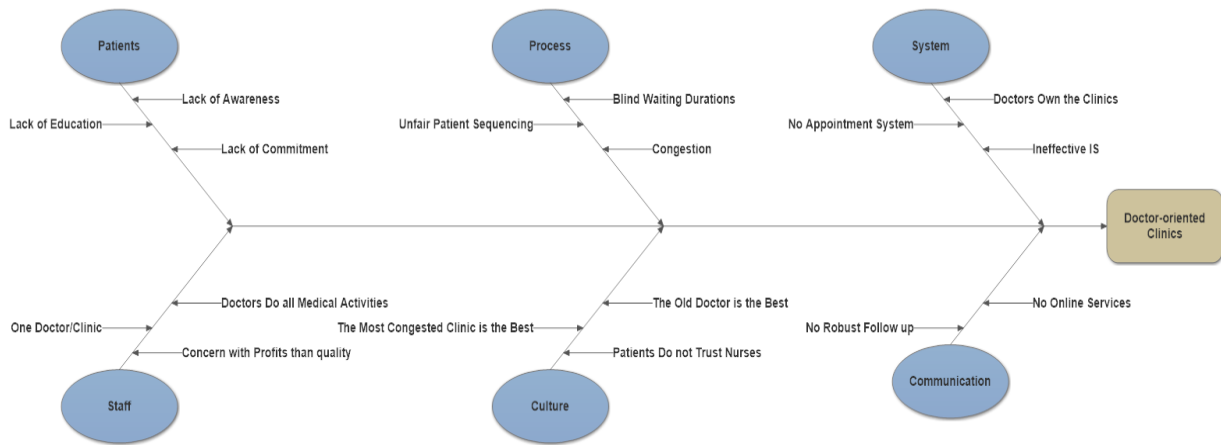 Patients
Process
System
Lack of Awareness
Blind Waiting Durations
Doctors Own the Clinics
Lack of Education
Unfair Patient Sequencing
No Appointment System
Lack of Commitment
Congestion
Ineffective IS
Doctor-oriented
Clinics
Doctors Do all Medical Activities
The Old Doctor is the Best
No Online Services
One Doctor/Clinic
The Most Congested Clinic is the Best
No Robust Follow up
Concern with Profits than quality
Patients Do not Trust Nurses
Staff
Culture
Communication